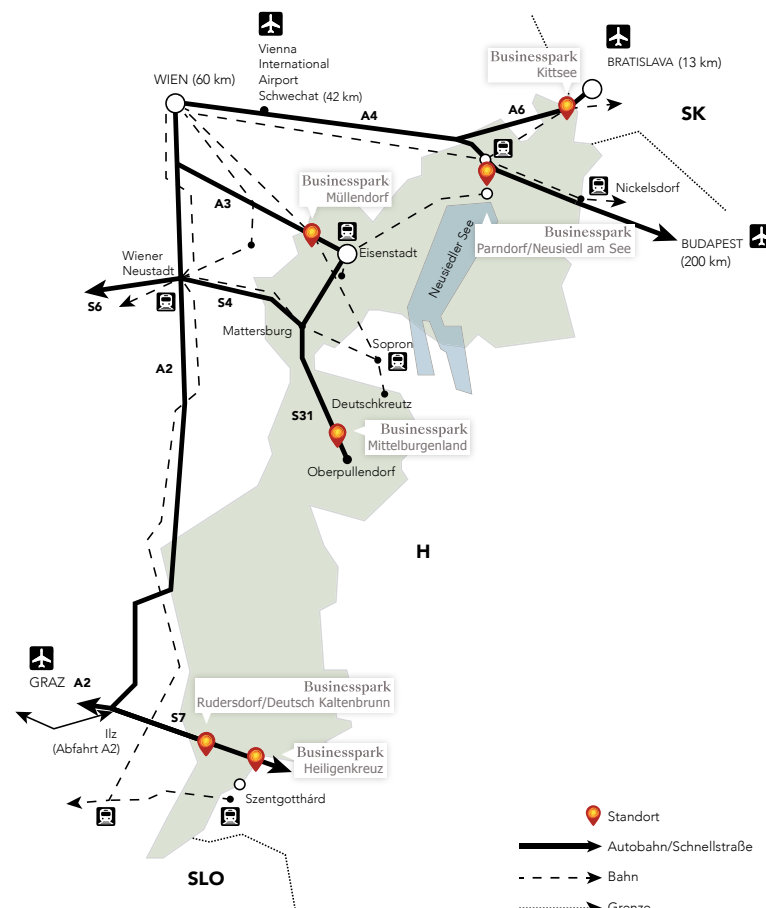 Vienna
International
Airport
Schwechat (42 km)
WIEN (60 km)
Businesspark
Kittsee
BRATISLAVA (13 km)
SK
A4
A6
Businesspark
Müllendorf
A3
Nickelsdorf
Businesspark
Parndorf/Neusiedl am See
BUDAPEST
(200 km)
Neusiedler See
Eisenstadt
Wiener
Neustadt
S6
S4
Mattersburg
Sopron
A2
Deutschkreutz
S31
Businesspark
Mittelburgenland
Oberpullendorf
H
GRAZ
A2
Businesspark
Rudersdorf/Deutsch Kaltenbrunn
S7
Ilz
(Abfahrt A2)
Businesspark
Heiligenkreuz
Szentgotthárd
SLO
Standort
Autobahn/Schnellstraße
Bahn
Grenze